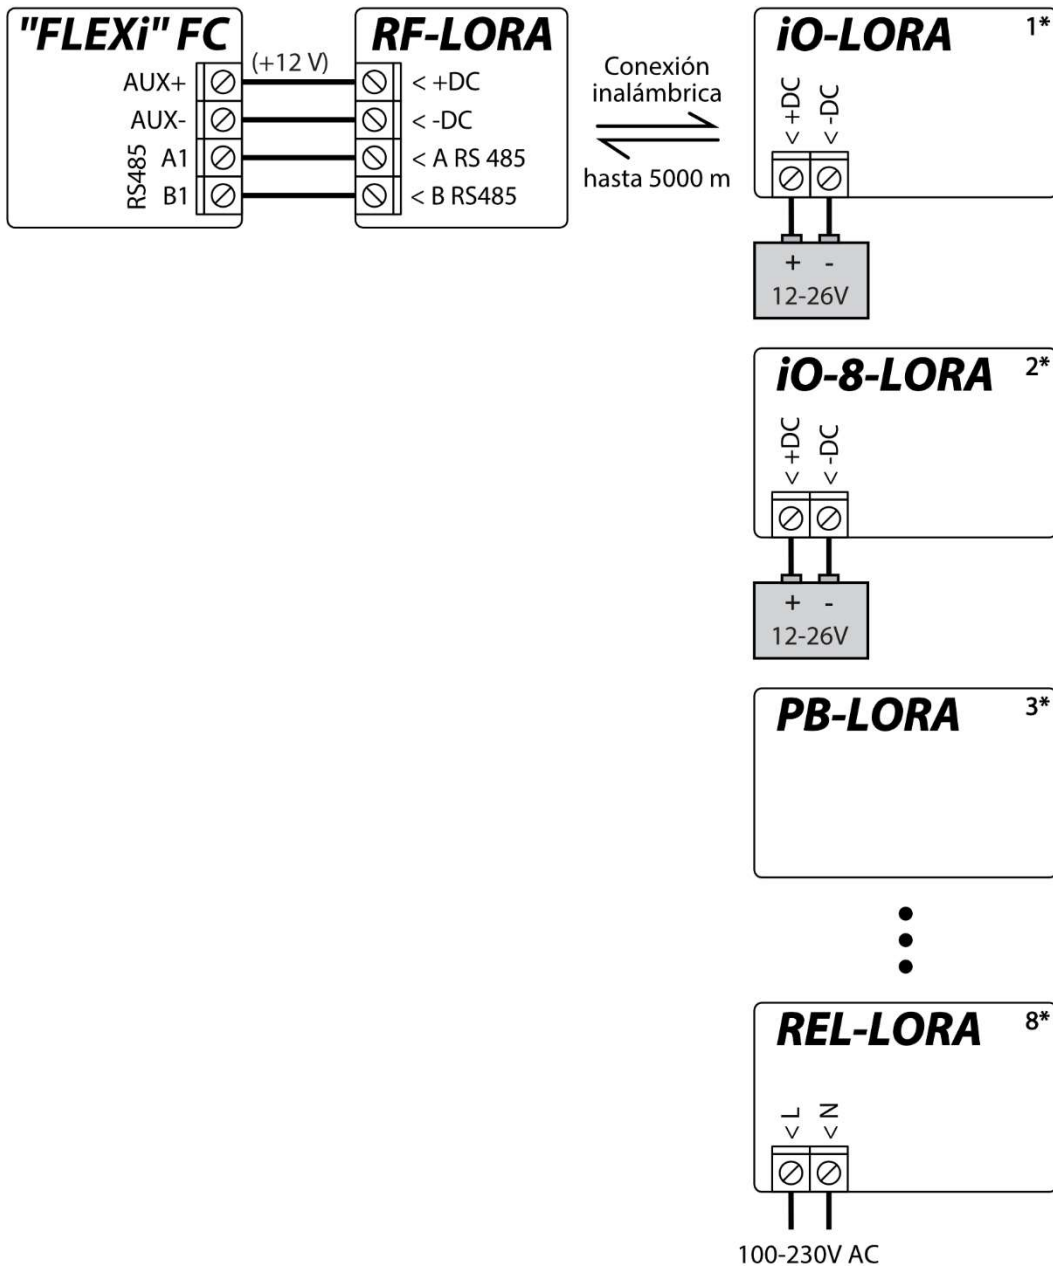 "FLEXi" FC
AUX+
AUX-
RS485
A1
B1
(+12 V)
RF-LORA
< +DC
< -DC
< A RS 485
< B RS485
Conexión
inalámbrica
hasta 5000 m
iO-LORA 1*
< +DC
< -DC
+ -
12-26V
iO-8-LORA 2*
< +DC
< -DC
+ -
12-26V
PB-LORA 3*
REL-LORA 8*
< L
< N
100-230V AC